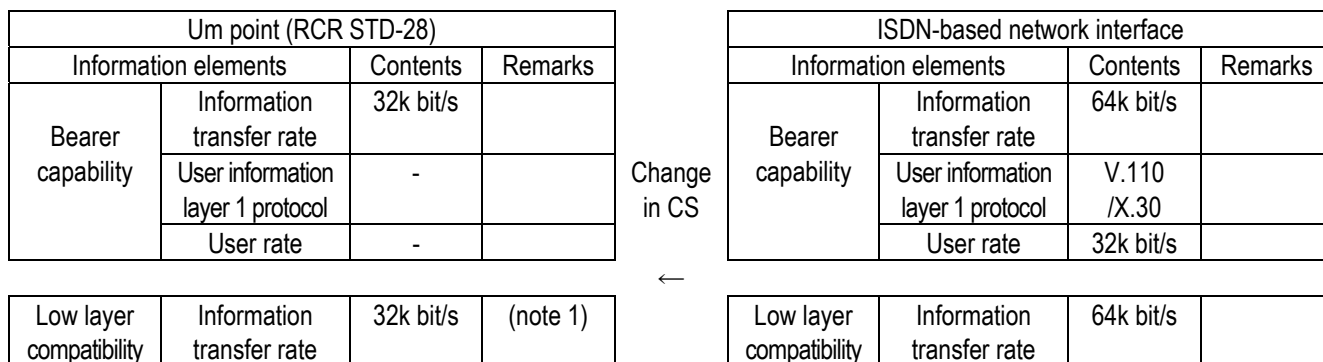 Um point (RCR STD-28)
Information elements Contents Remarks
Bearer capability
Information transfer rate 32k bit/s
User information layer 1 protocol -
User rate -
Change in CS
←
ISDN-based network interface
Information elements Contents Remarks
Bearer capability
Information transfer rate 64k bit/s
User information layer 1 protocol V.110 /X.30
User rate 32k bit/s
Low layer compatibility
Information transfer rate 32k bit/s (note 1)
Low layer compatibility
Information transfer rate 64k bit/s